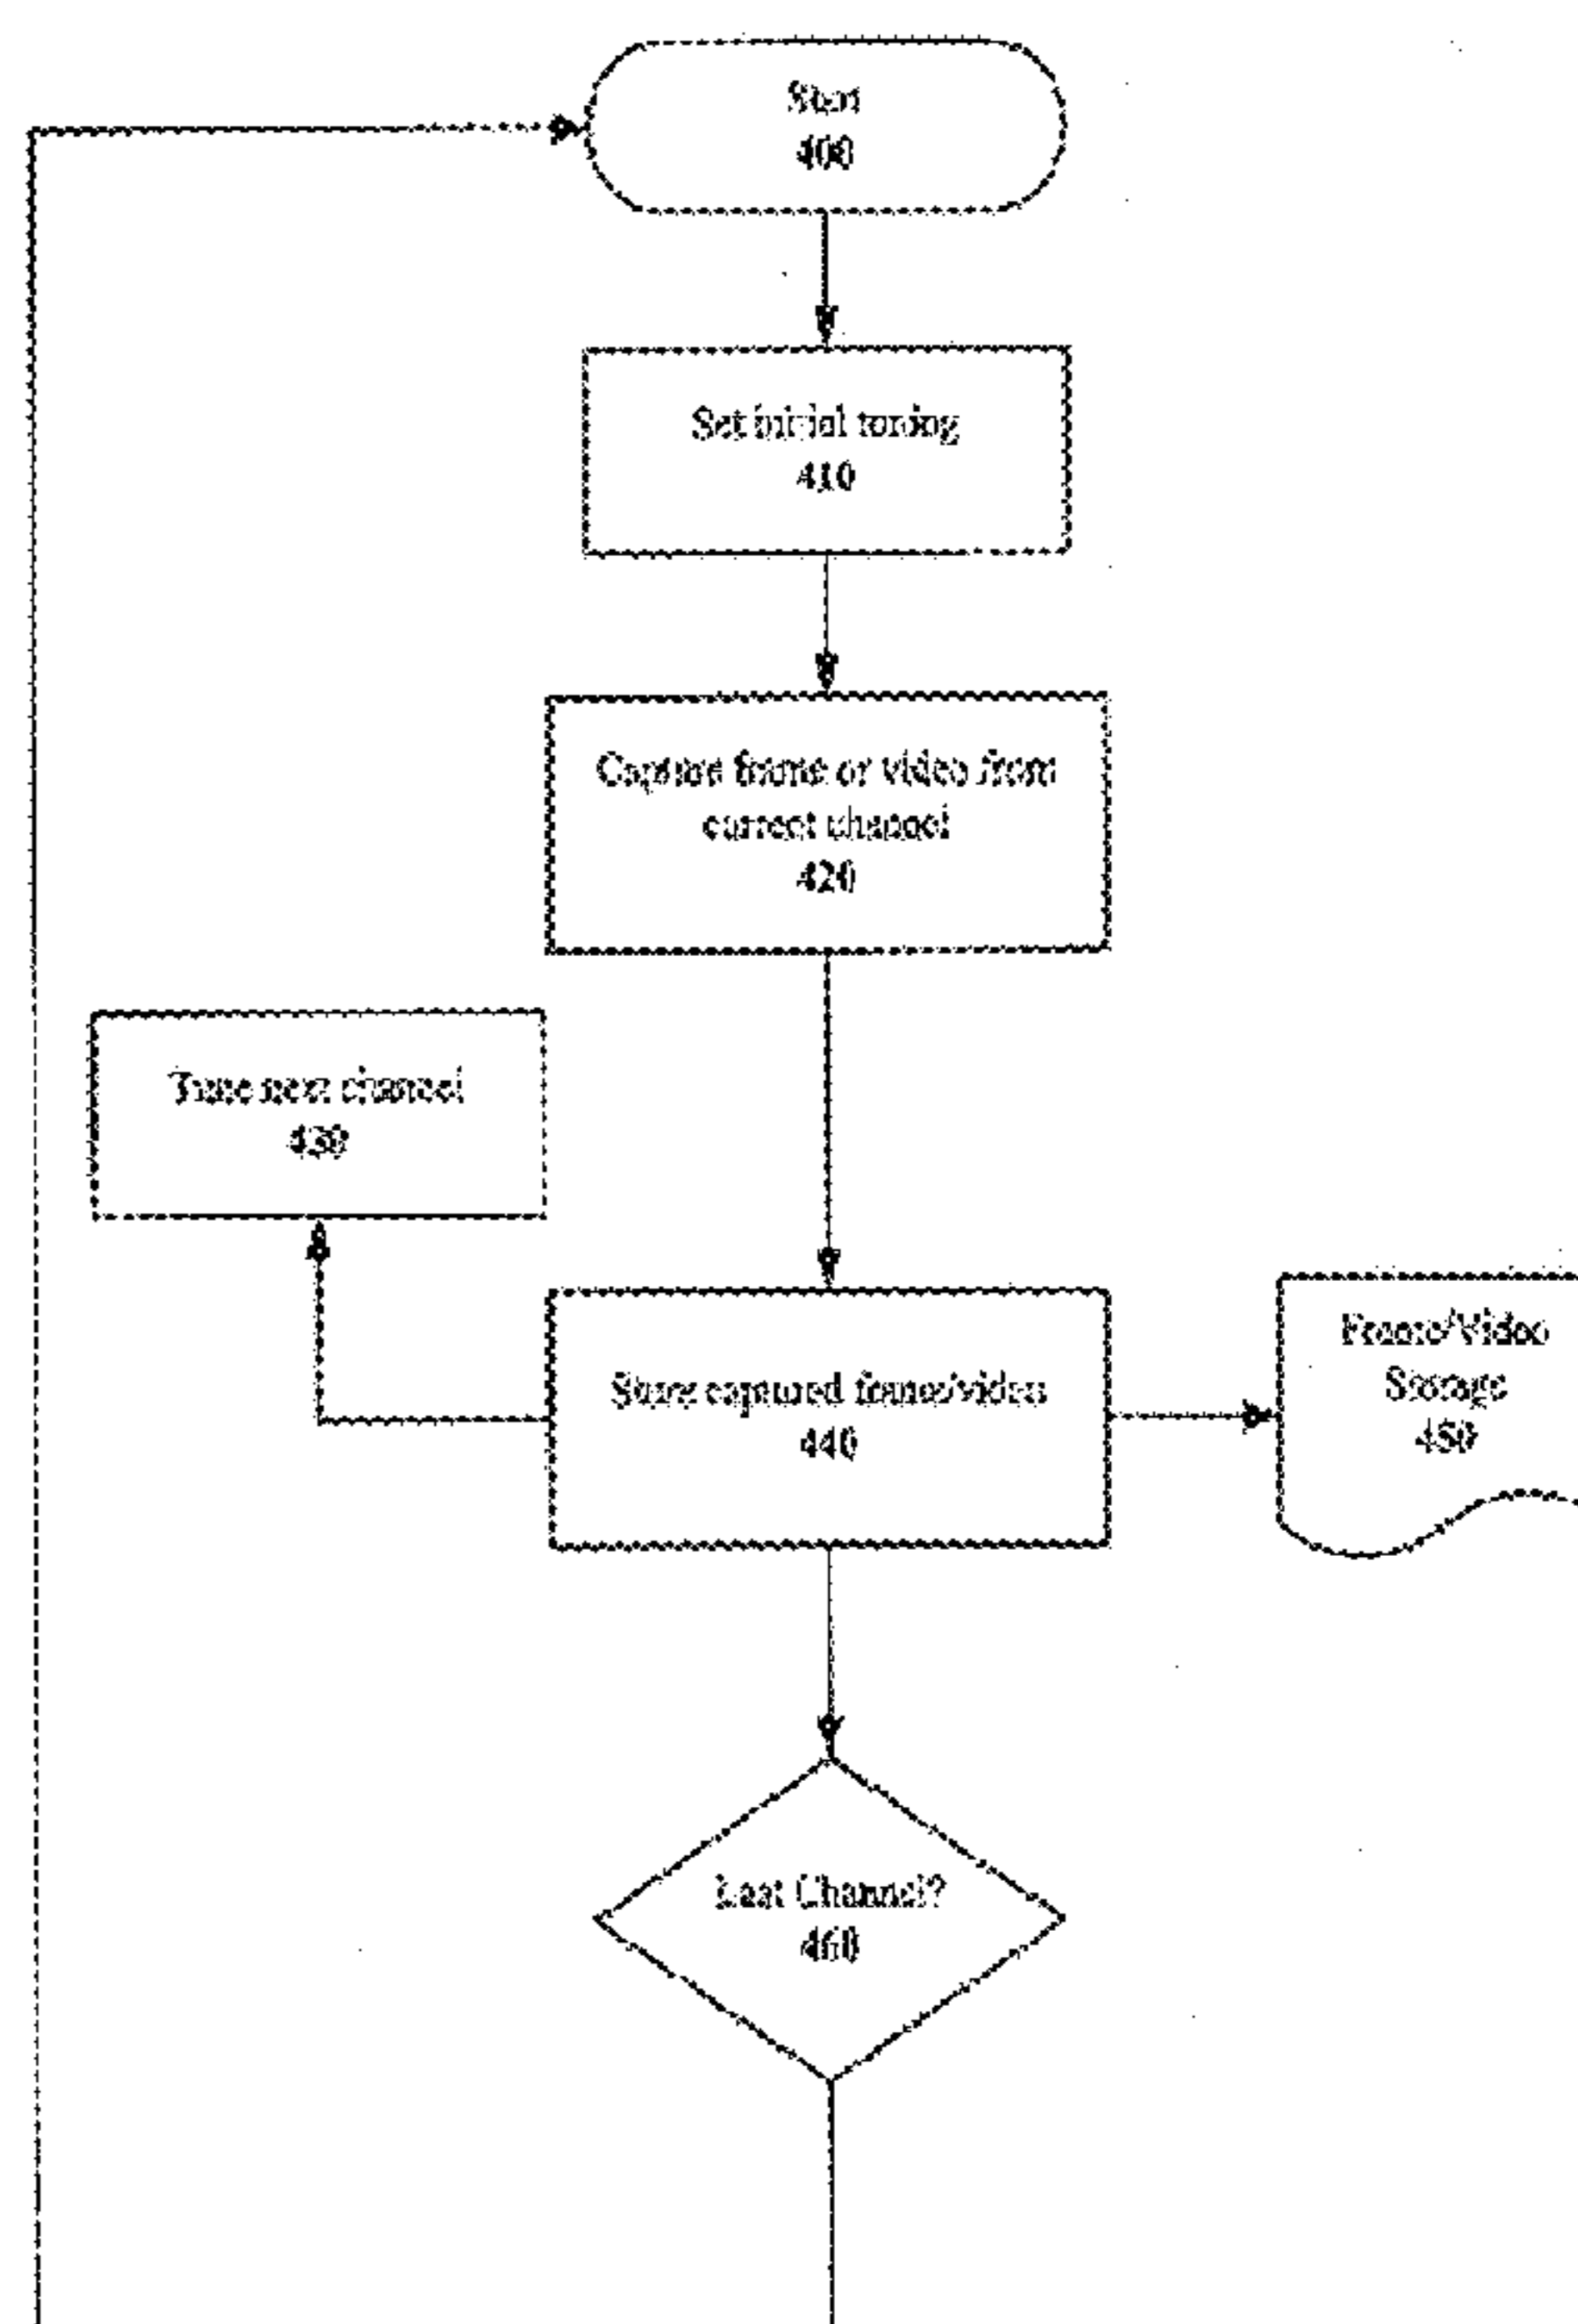 Start
400
Set initial tuning
410
Capture frame or video from
current channel
420
Tune next channel
430
Store captured frame/video
440
Frame/Video
Storage
450
Last Channel?
460